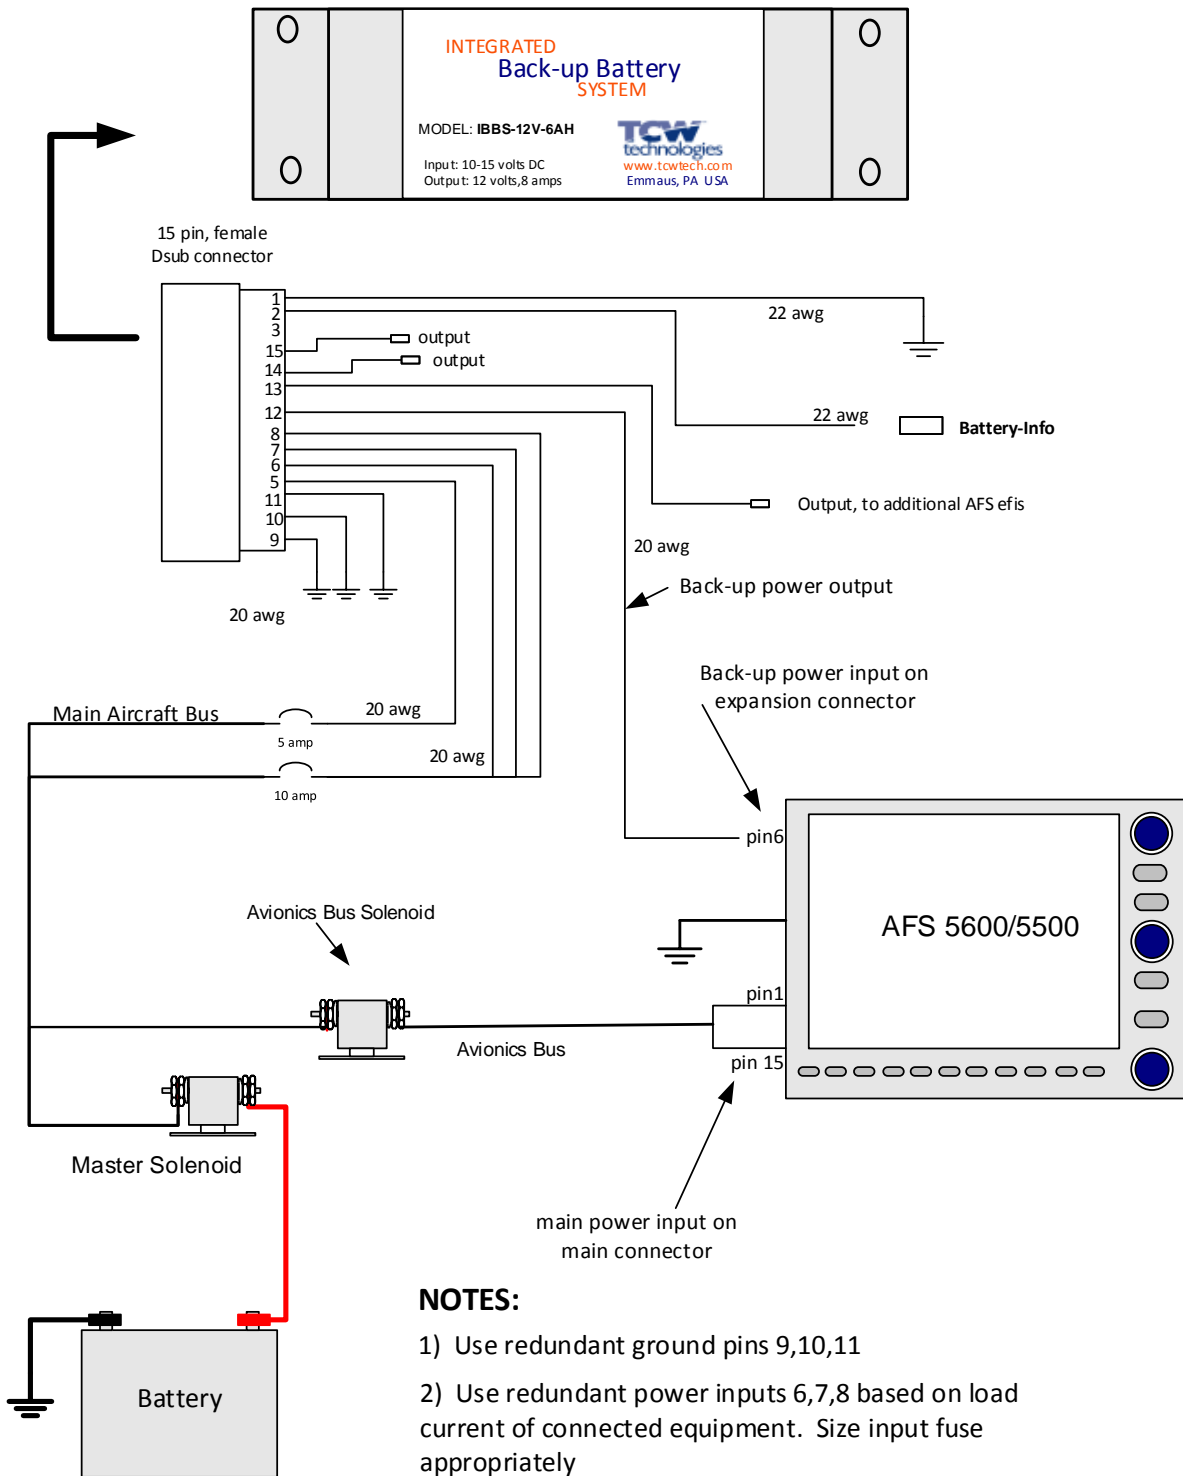 INTEGRATED
Back-up Battery
SYSTEM
MODEL: IBBS-12V-6AH
TCW
technologies
www.tcwtech.com
Emmaus, PA USA
Input: 10-15 volts DC
Output: 12 volts,8 amps
15 pin, female
Dsub connector
1
2
3
15
14
13
12
8
7
6
5
11
10
9
22 awg
output
output
22 awg
Battery-Info
Output, to additional AFS efis
20 awg
Back-up power output
20 awg
Back-up power input on
expansion connector
Main Aircraft Bus
20 awg
5 amp
20 awg
10 amp
pin6
AFS 5600/5500
Avionics Bus Solenoid
pin1
Avionics Bus
pin 15
Master Solenoid
main power input on
main connector
Battery
NOTES:
1) Use redundant ground pins 9,10,11
2) Use redundant power inputs 6,7,8 based on load
current of connected equipment. Size input fuse
appropriately